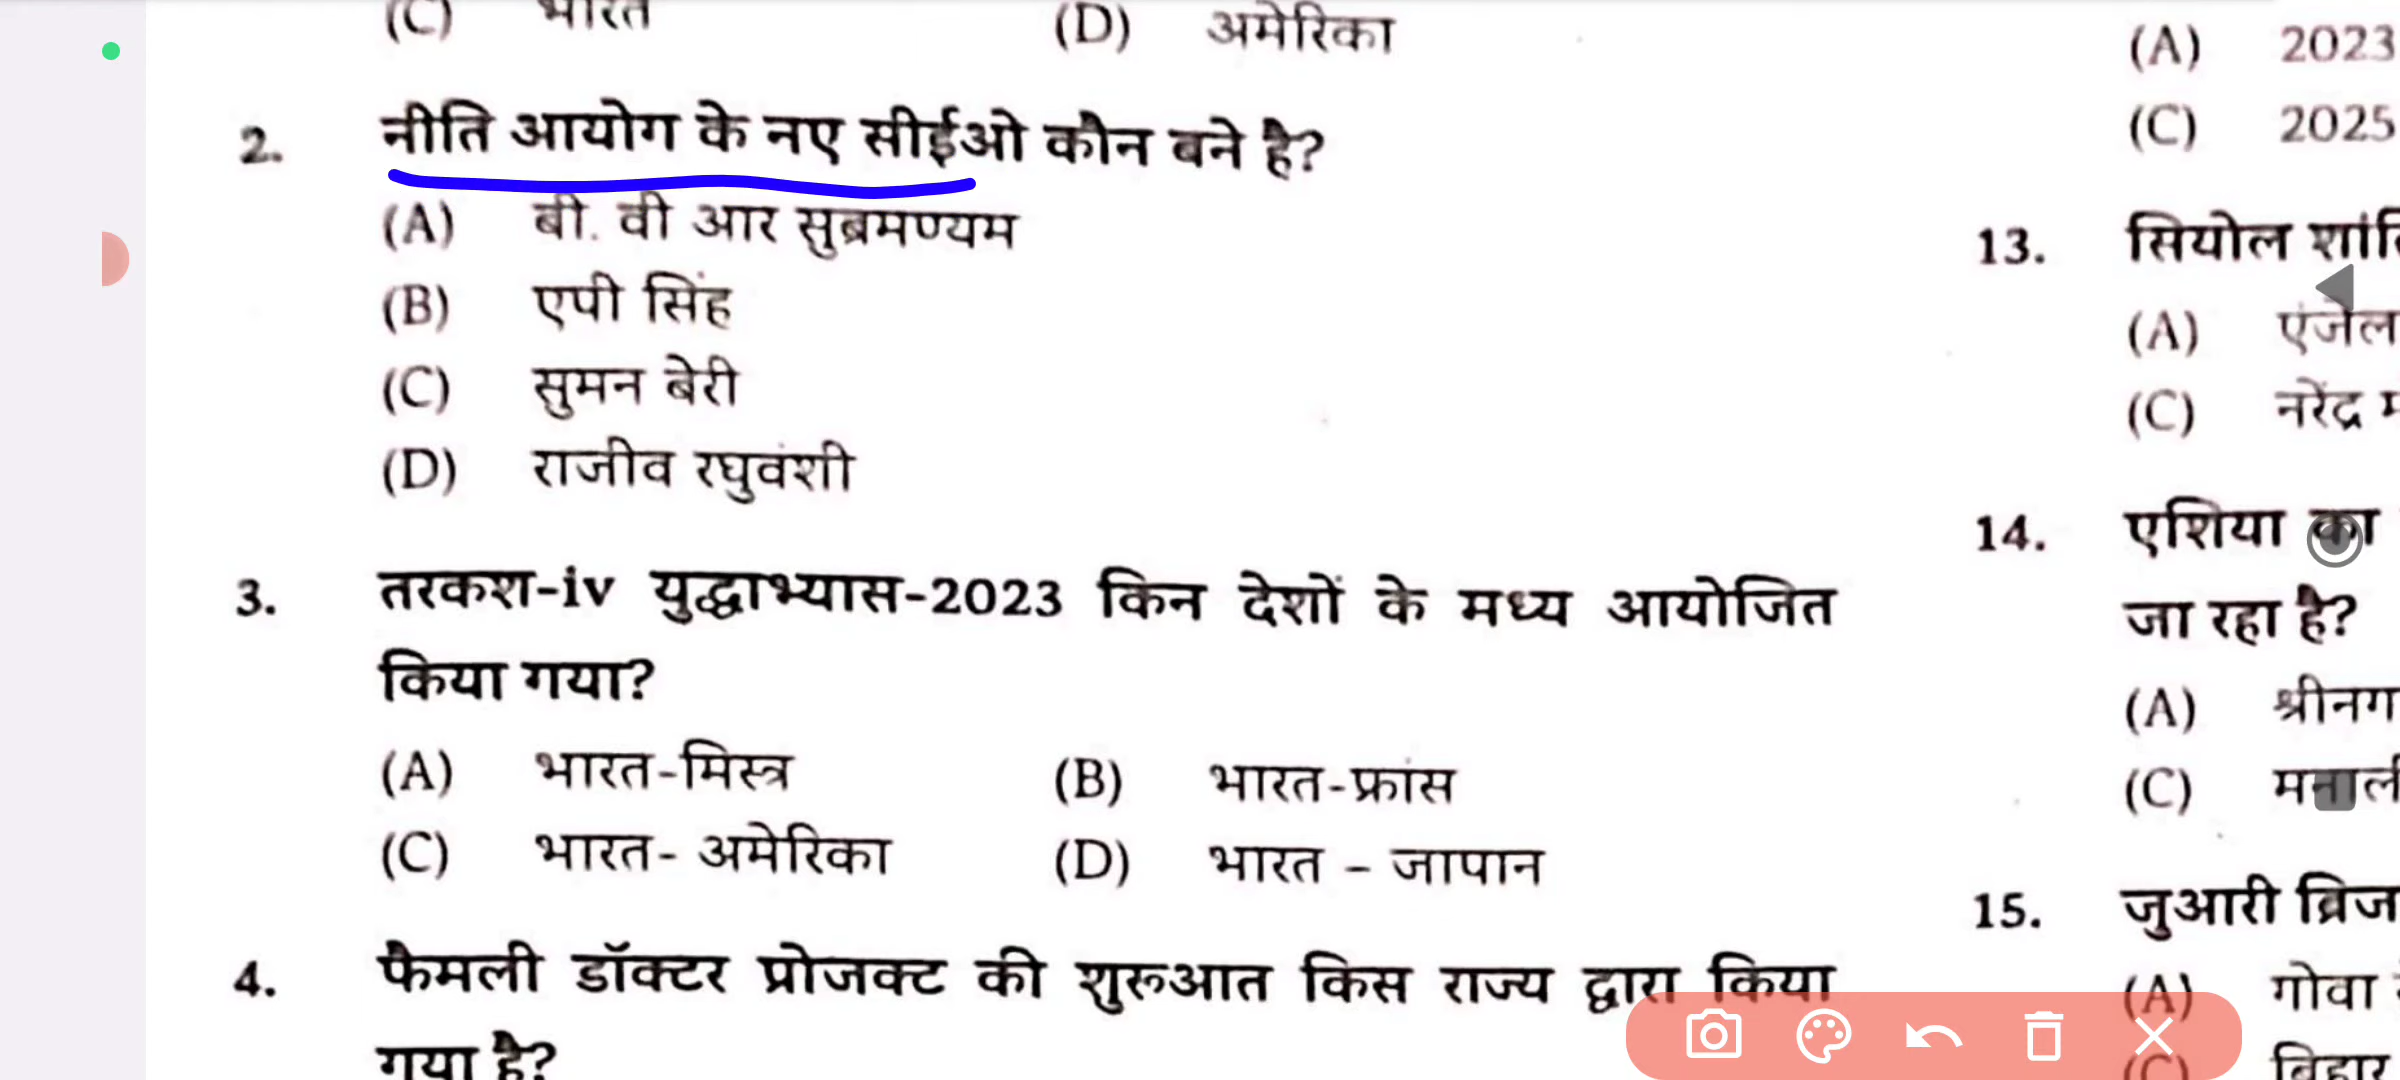 (C) भारत (D) अमेरिका
2. नीति आयोग के नए सीईओ कौन बने है?
(A) बी. वी आर सुब्रमण्यम
(B) एपी सिंह
(C) सुमन बेरी
(D) राजीव रघुवंशी
3. तरकश-iv युद्धाभ्यास-2023 किन देशों के मध्य आयोजित
किया गया?
(A) भारत-मिस्त्र (B) भारत-फ्रांस
(C) भारत- अमेरिका (D) भारत – जापान
4. फैमली डॉक्टर प्रोजक्ट की शुरूआत किस राज्य द्वारा किया
गया है?
(A) 2023
(C) 2025
13. सियोल
(A)
(C) नरेंद्र
14. एशिया का
जा रहा है?
(A)
(C)
15. जुआरी ब्रिज
(A) गोवा
(C) बिहार